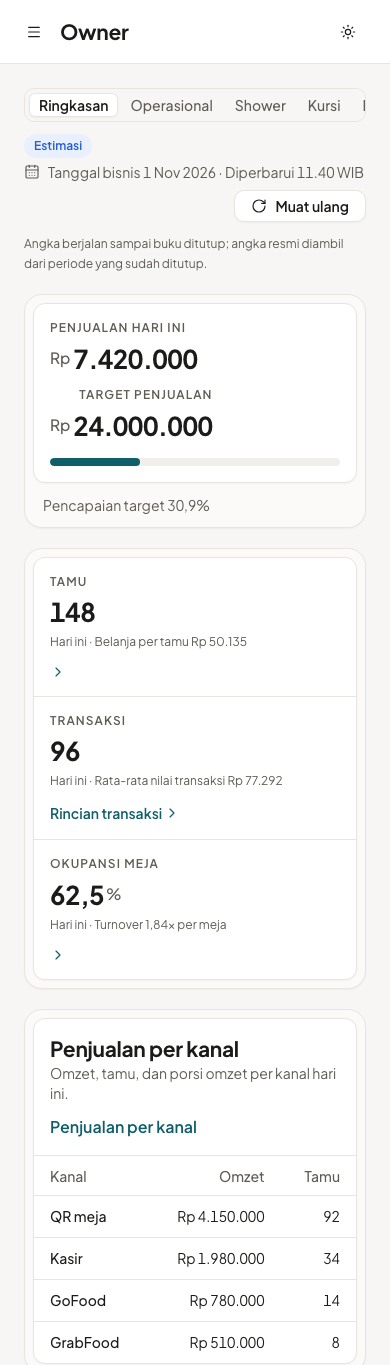 Owner
Ringkasan Operasional Shower Kursi
Estimasi
Tanggal bisnis 1 Nov 2026 · Diperbarui 11.40 WIB
Muat ulang
Angka berjalan sampai buku ditutup; angka resmi diambil
dari periode yang sudah ditutup.
PENJUALAN HARI INI
Rp 7.420.000
TARGET PENJUALAN
Rp 24.000.000
Pencapaian target 30,9%
TAMU
148
Hari ini · Belanja per tamu Rp 50.135
TRANSAKSI
96
Hari ini · Rata-rata nilai transaksi Rp 77.292
Rincian transaksi
OKUPANSI MEJA
62,5%
Hari ini · Turnover 1,84× per meja
Penjualan per kanal
Omzet, tamu, dan porsi omzet per kanal hari
ini.
Penjualan per kanal
Kanal Omzet Tamu
QR meja Rp 4.150.000 92
Kasir Rp 1.980.000 34
GoFood Rp 780.000 14
GrabFood Rp 510.000 8